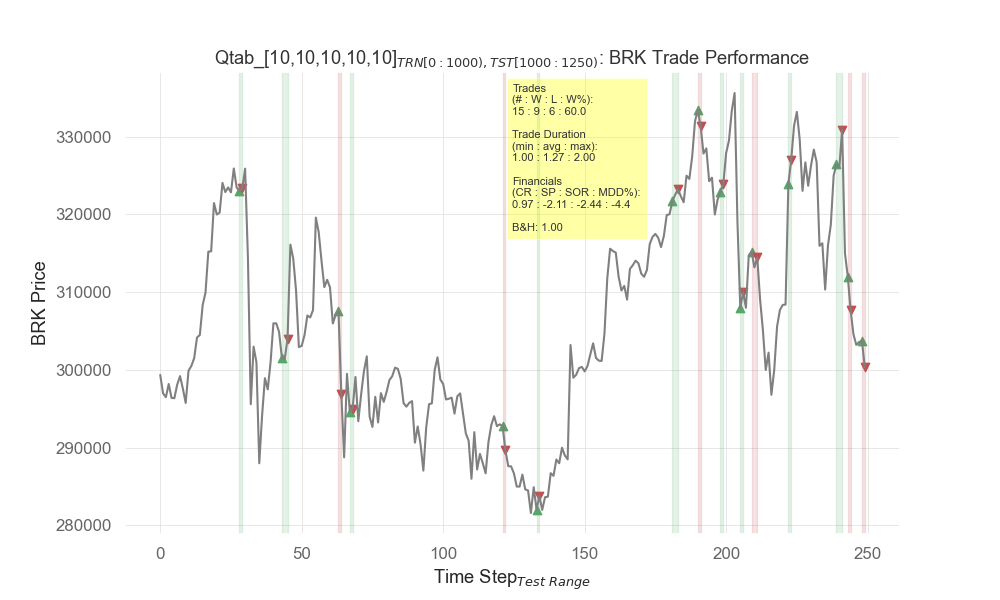 Qtab_[10,10,10,10,10]TRN[0 : 1000), TST[1000 : 1250): BRK Trade Performance
Trades
(# : W : L : W%):
15 : 9 : 6 : 60.0
Trade Duration
(min : avg : max):
1.00 : 1.27 : 2.00
Financials
(CR : SP : SOR : MDD%):
0.97 : -2.11 : -2.44 : -4.4
B&H: 1.00
BRK Price
330000
320000
310000
300000
290000
280000
0 50 100 150 200 250
Time StepTest Range